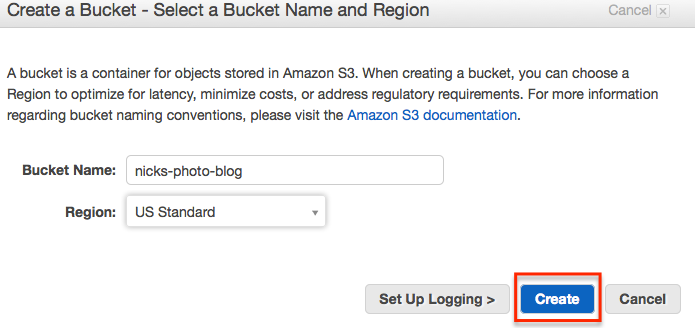 Create a Bucket - Select a Bucket Name and Region
Cancel
A bucket is a container for objects stored in Amazon S3. When creating a bucket, you can choose a
Region to optimize for latency, minimize costs, or address regulatory requirements. For more information
regarding bucket naming conventions, please visit the Amazon S3 documentation.
Bucket Name: nicks-photo-blog
Region: US Standard
Set Up Logging > Create Cancel